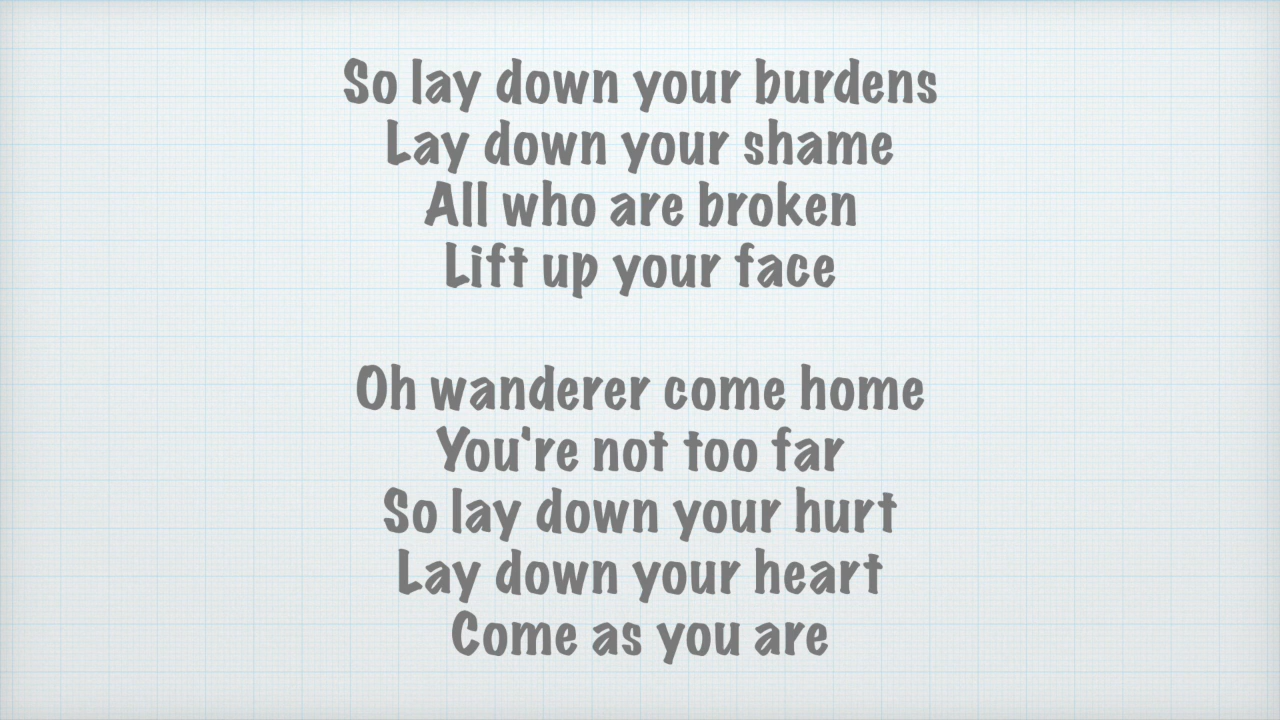 So lay down your burdens
Lay down your shame
All who are broken
Lift up your face
Oh wanderer come home
You're not too far
So lay down your hurt
Lay down your heart
Come as you are